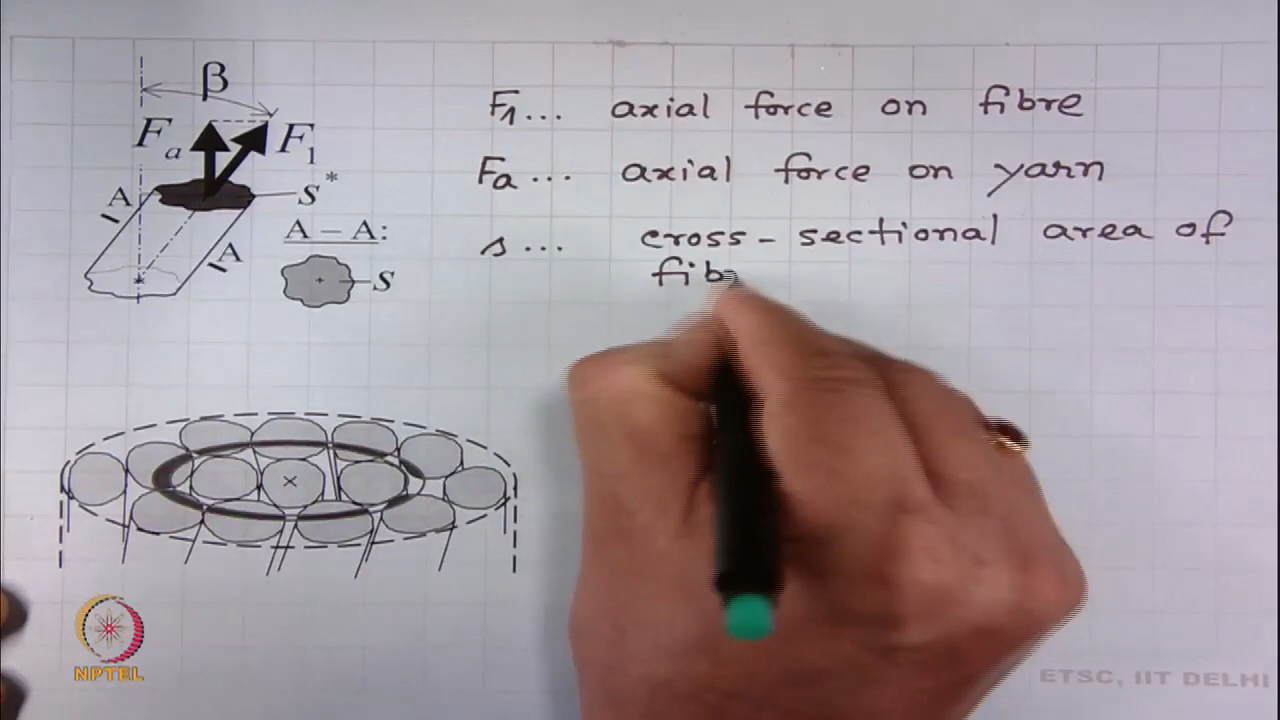 β
Fa F1
A s*
A A – A:
s
F1... axial force on fibre
Fa... axial force on yarn
s... cross-sectional area of
fib
NPTEL
ETSC, IIT DELHI